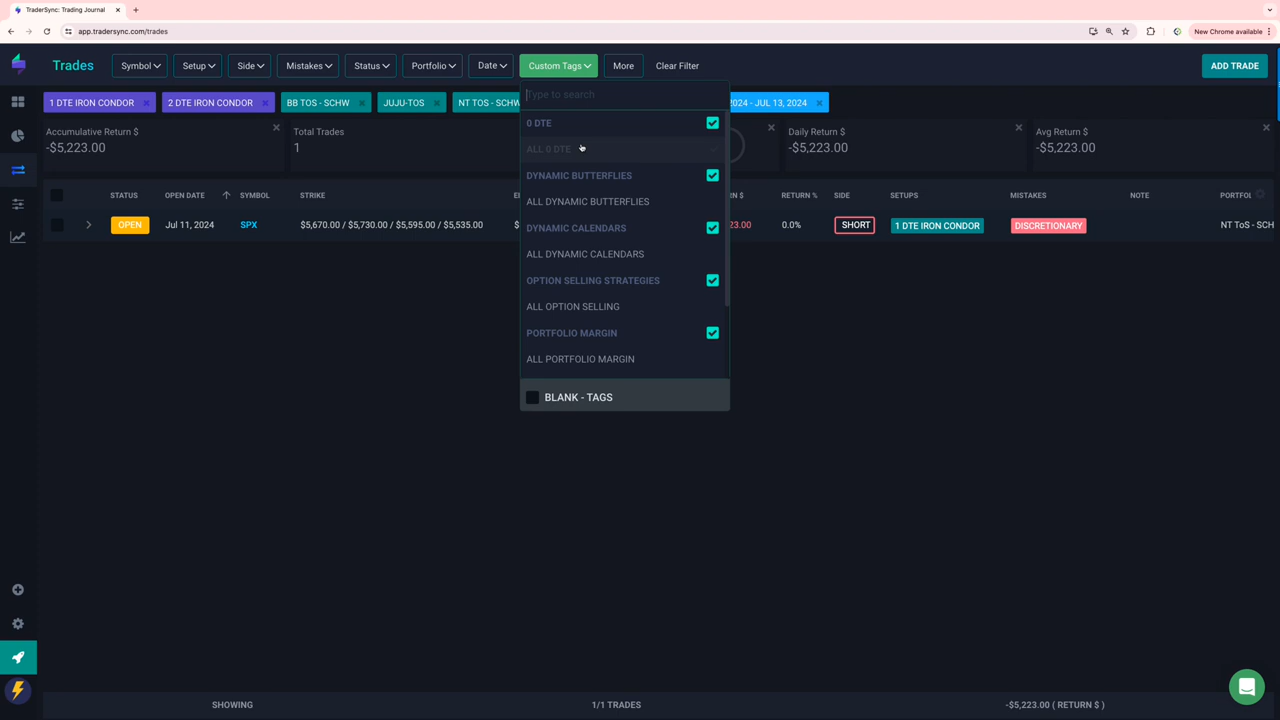 TraderSync: Trading Journal
New Chrome available
app.tradersync.com/trades
Trades
Symbol
Setup
Side
Mistakes
Status
Portfolio
Date
Custom Tags
More
Clear Filter
ADD TRADE
1 DTE IRON CONDOR
2 DTE IRON CONDOR
BB TOS - SCHW
JUJU-TOS
NT TOS - SCHW
2024 - JUL 13, 2024
Type to search
0 DTE
ALL 0 DTE
DYNAMIC BUTTERFLIES
ALL DYNAMIC BUTTERFLIES
DYNAMIC CALENDARS
ALL DYNAMIC CALENDARS
OPTION SELLING STRATEGIES
ALL OPTION SELLING
PORTFOLIO MARGIN
ALL PORTFOLIO MARGIN
BLANK - TAGS
Accumulative Return $
-$5,223.00
Total Trades
1
Daily Return $
-$5,223.00
Avg Return $
-$5,223.00
STATUS OPEN DATE SYMBOL STRIKE RETURN % SIDE SETUPS MISTAKES NOTE
OPEN Jul 11, 2024 SPX $5,670.00 / $5,730.00 / $5,595.00 / $5,535.00 0.0% SHORT 1 DTE IRON CONDOR DISCRETIONARY NT ToS - SCH
SHOWING 1/1 TRADES -$5,223.00 ( RETURN $ )